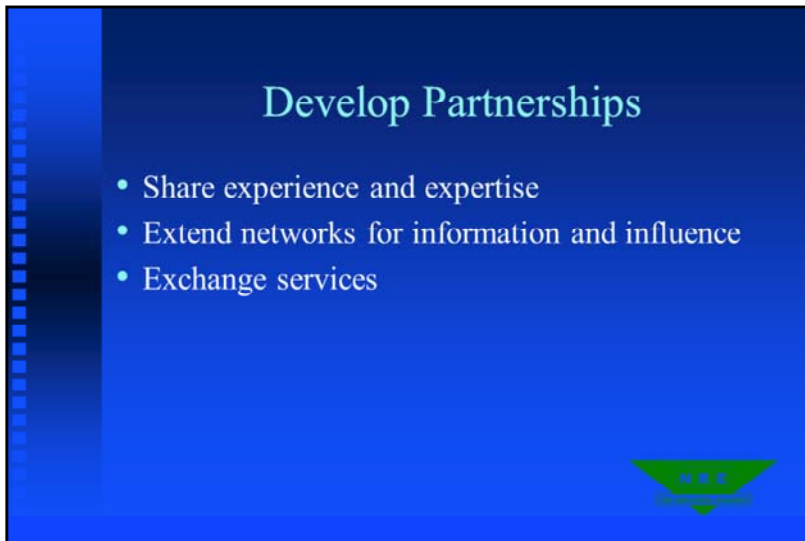 Develop Partnerships
• Share experience and expertise
• Extend networks for information and influence
• Exchange services